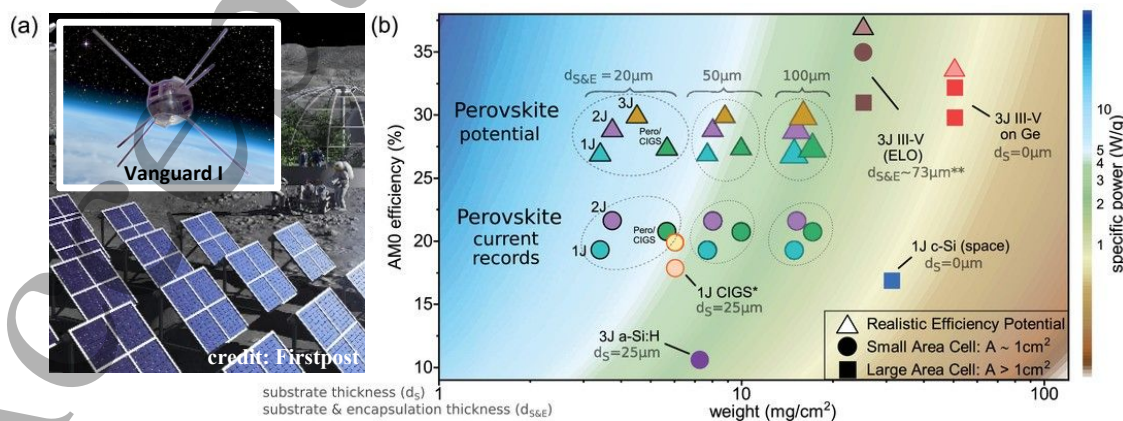 (a)
Vanguard I
credit: Firstpost
(b)
AM0 efficiency (%)
35
30
25
20
15
10
d_S&E = 20μm
50μm
100μm
Perovskite
potential
1J
2J
3J
Pero/
CIGS
Perovskite
current
records
1J
2J
Pero/
CIGS
1J CIGS*
d_S=25μm
3J a-Si:H
d_S=25μm
3J III-V
(ELO)
d_S&E~73μm**
3J III-V
on Ge
d_S=0μm
1J c-Si (space)
d_S=0μm
Realistic Efficiency Potential
Small Area Cell: A ~ 1cm²
Large Area Cell: A > 1cm²
1
10
100
weight (mg/cm²)
substrate thickness (d_S)
substrate & encapsulation thickness (d_S&E)
10
5
4
3
2
1
specific power (W/g)